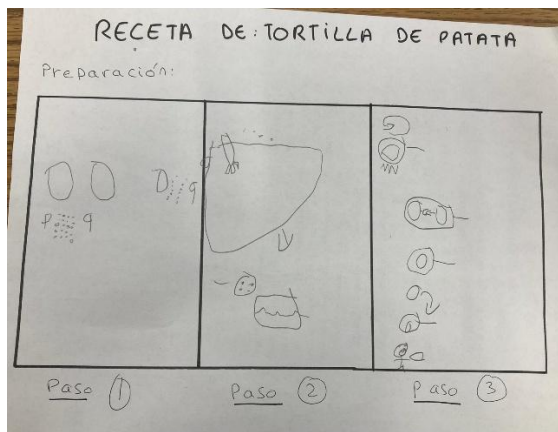 RECETA DE: TORTILLA DE PATATA
Preparación:
Paso 1
Paso 2
Paso 3